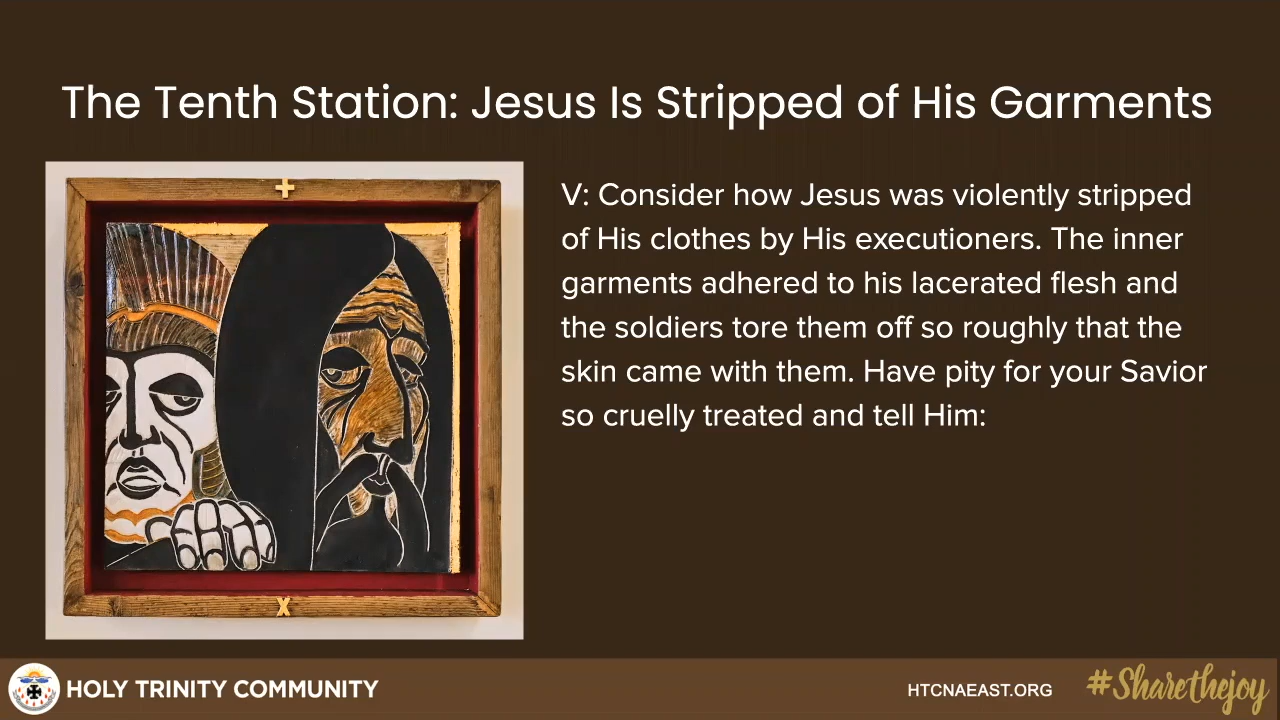 The Tenth Station: Jesus Is Stripped of His Garments
V: Consider how Jesus was violently stripped
of His clothes by His executioners. The inner
garments adhered to his lacerated flesh and
the soldiers tore them off so roughly that the
skin came with them. Have pity for your Savior
so cruelly treated and tell Him:
X
HOLY TRINITY COMMUNITY
HTCNAEAST.ORG
#Sharethejoy